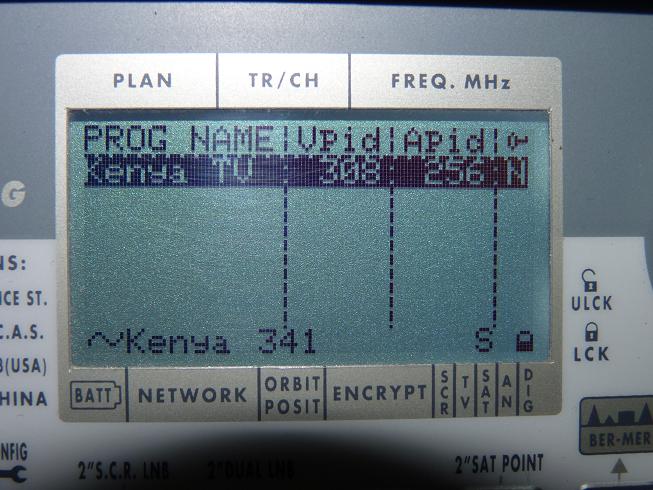 PLAN TR/CH FREQ. MHz
PROG NAME Vpid Apid
Kenya TV 308 256 N
~Kenya 341 S
BATT NETWORK ORBIT POSIT ENCRYPT SCR TV SAT AN DIG
G
NS:
ICE ST.
C.A.S.
B(USA)
HINA
NFIG
ULCK
LCK
BER-MER
2"S.C.R. LNB 2"DUAL LNB 2"SAT POINT